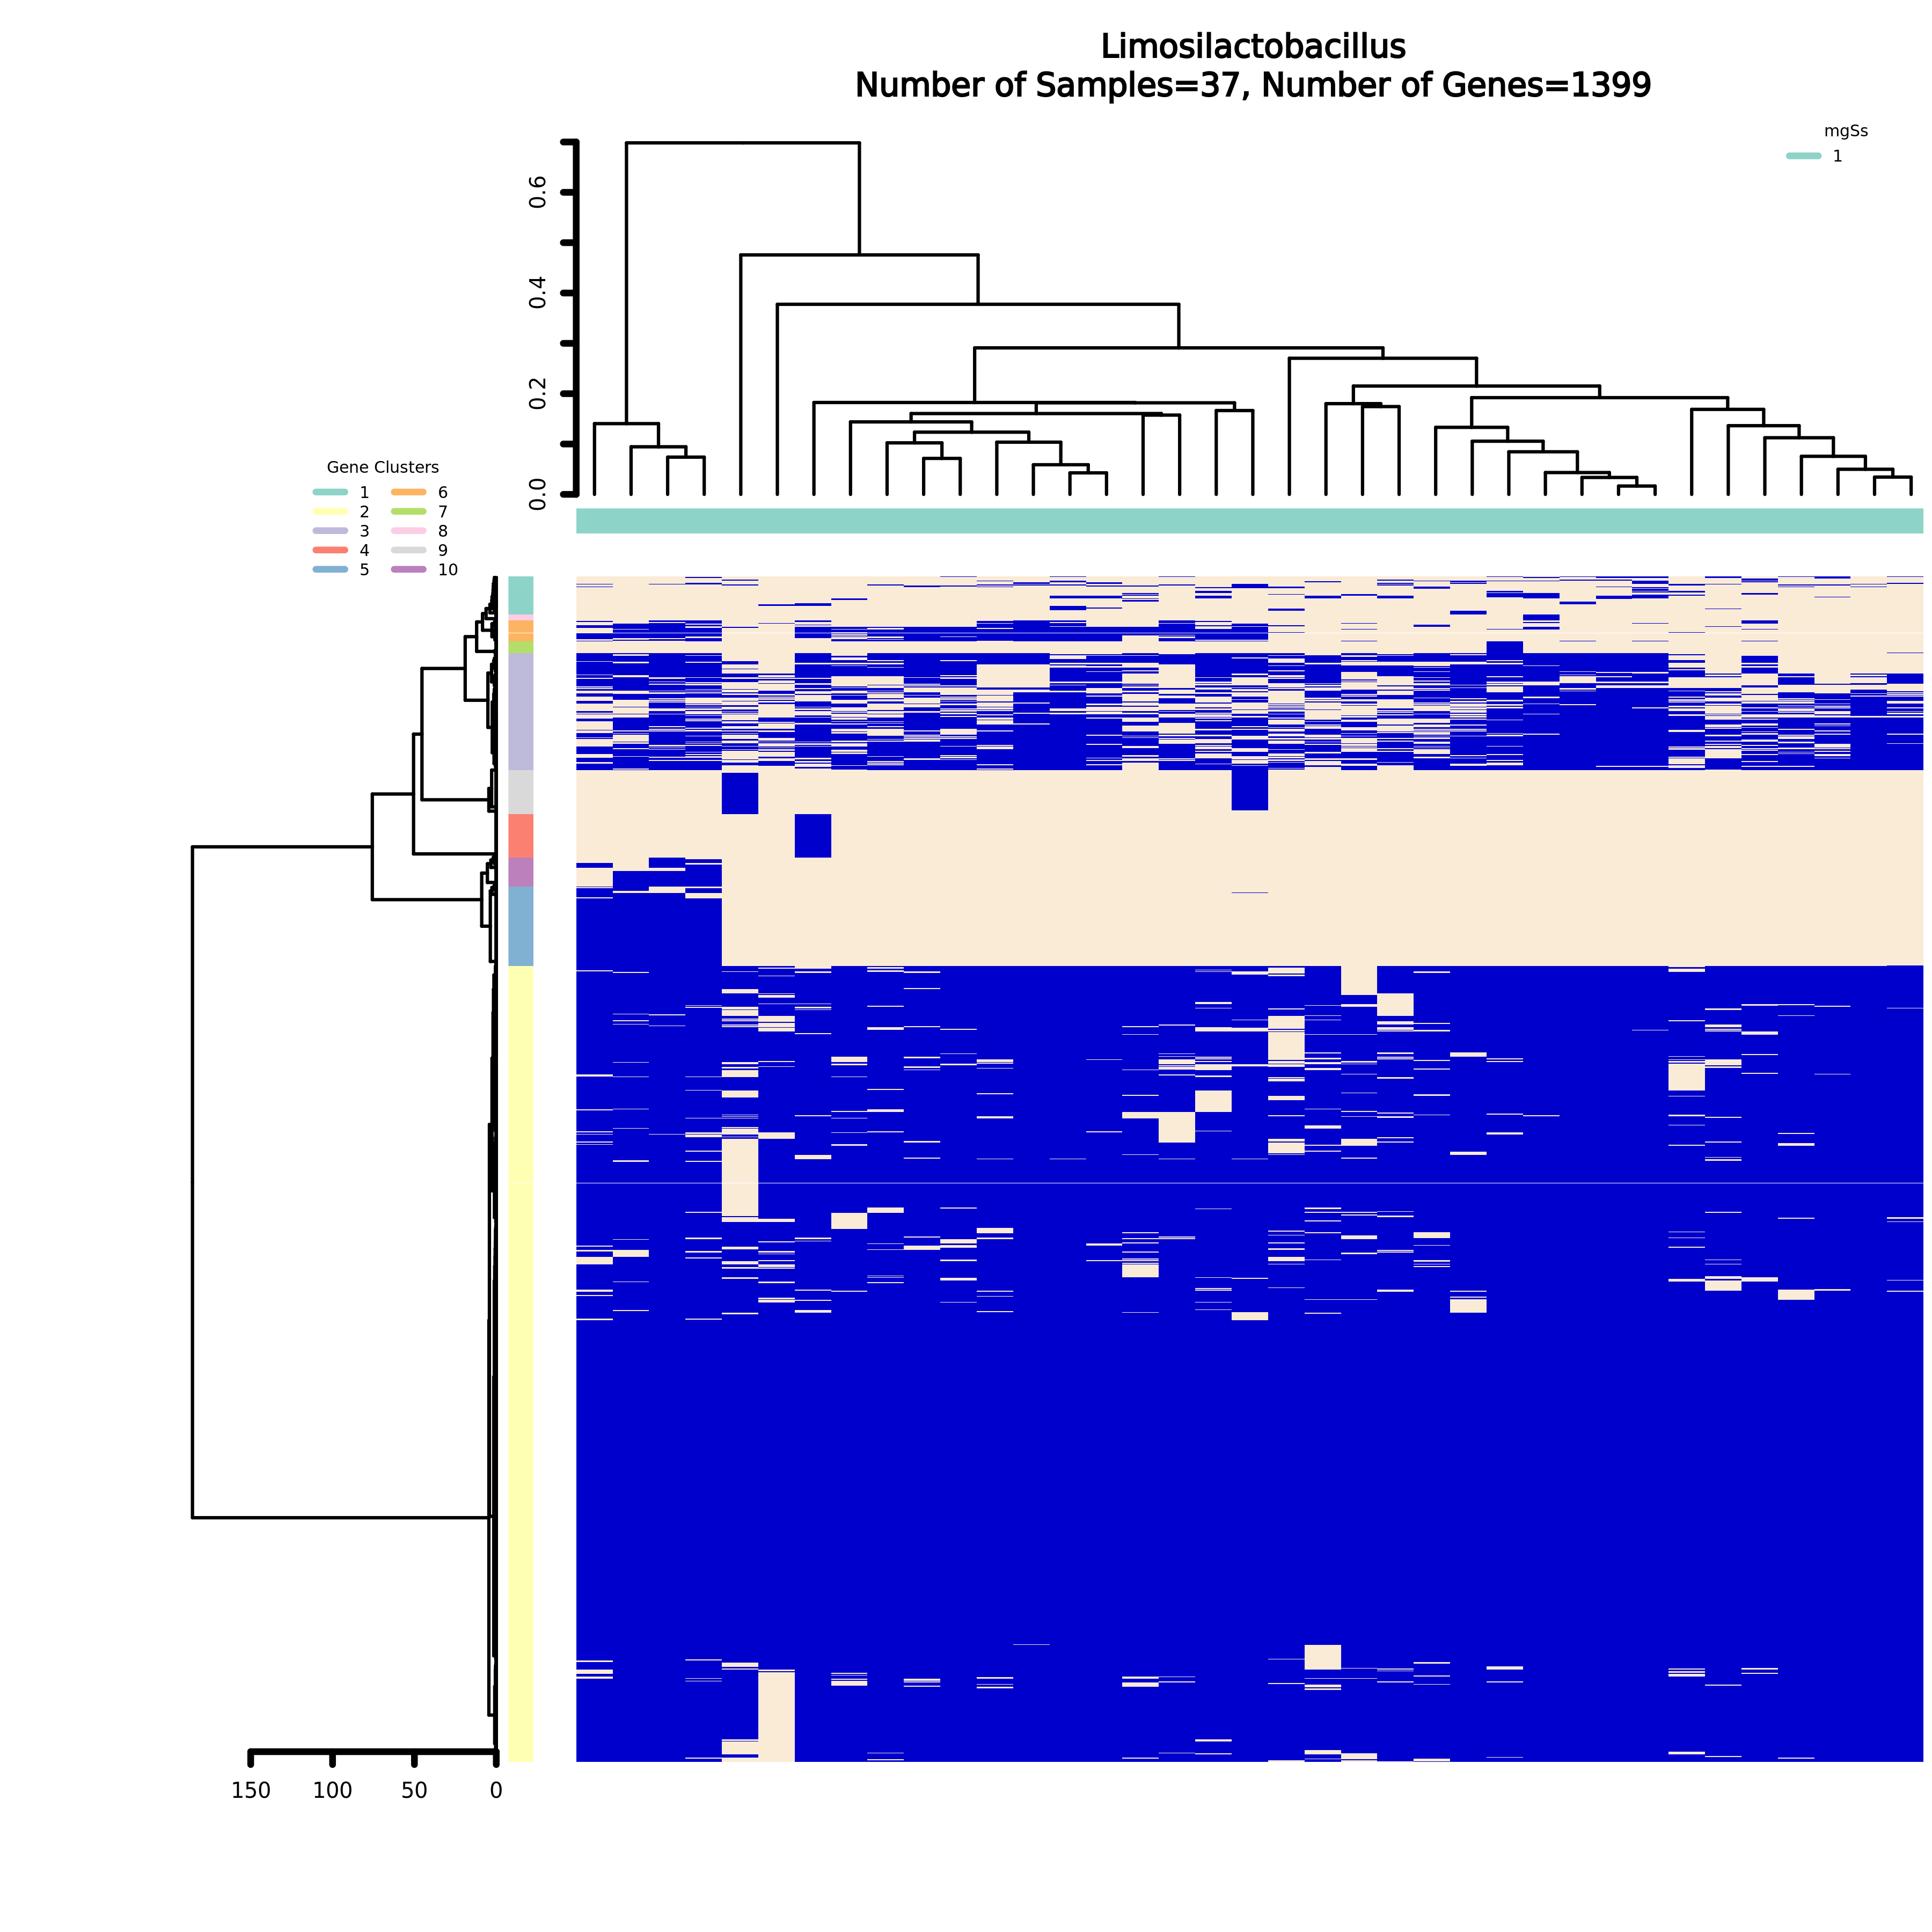 Limosilactobacillus
Number of Samples=37, Number of Genes=1399
mgSs
1
0.6
0.4
0.2
0.0
Gene Clusters
1 6
2 7
3 8
4 9
5 10
150 100 50 0